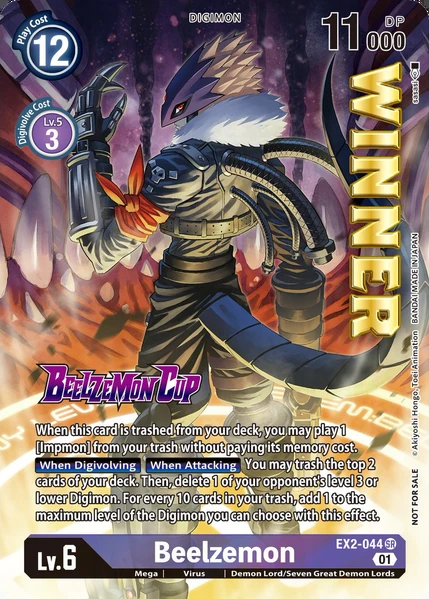 DIGIMON
Play Cost
12
Digivolve Cost
Lv.5
3
11000
DP
sasasi
WINNER
BEELZEMON CUP
When this card is trashed from your deck, you may play 1
[Impmon] from your trash without paying its memory cost.
When Digivolving When Attacking You may trash the top 2
cards of your deck. Then, delete 1 of your opponent's level 3 or
lower Digimon. For every 10 cards in your trash, add 1 to the
maximum level of the Digimon you can choose with this effect.
©Akiyoshi Hongo, Toei Animation BANDAI MADE IN JAPAN
NOT FOR SALE
Lv.6
Beelzemon
EX2-044 SR
01
Mega | Virus | Demon Lord/Seven Great Demon Lords